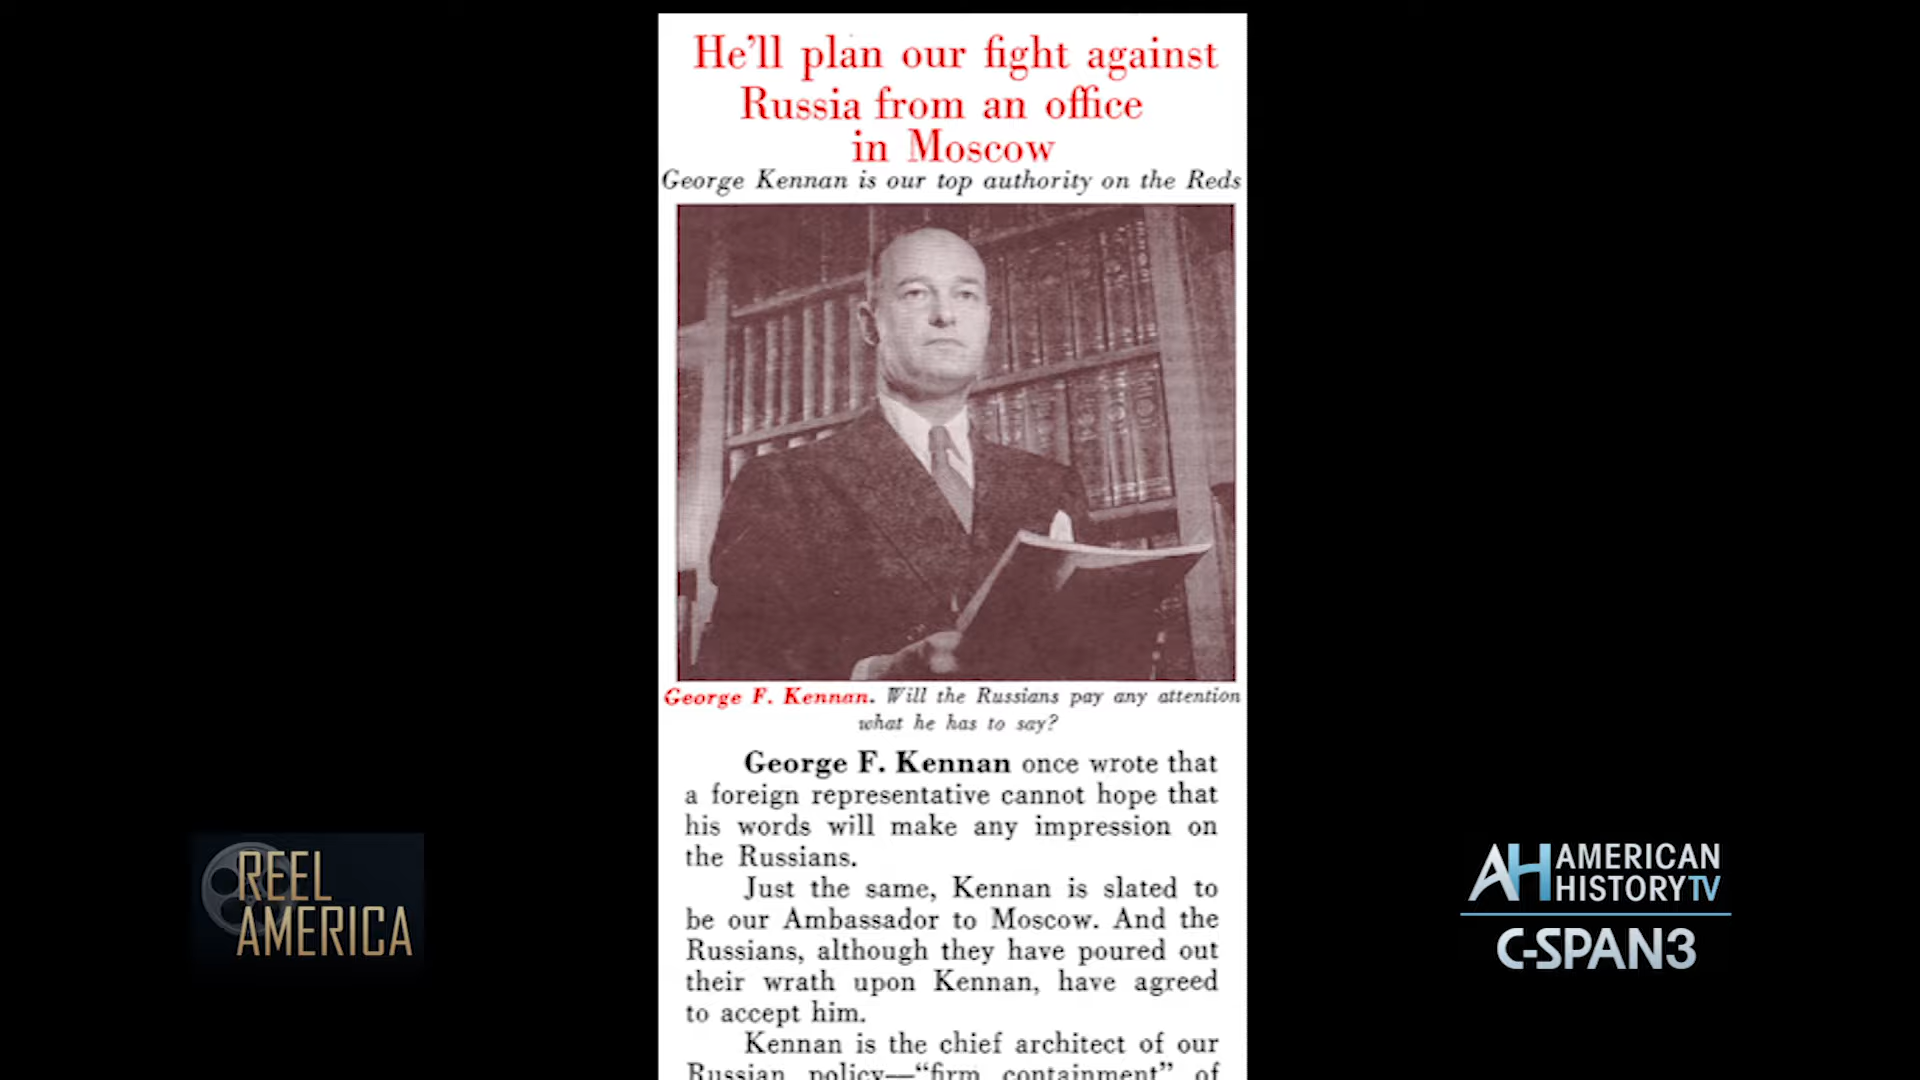 He'll plan our fight against
Russia from an office
in Moscow
George Kennan is our top authority on the Reds
George F. Kennan. Will the Russians pay any attention
what he has to say?
George F. Kennan once wrote that
a foreign representative cannot hope that
his words will make any impression on
the Russians.
Just the same, Kennan is slated to
be our Ambassador to Moscow. And the
Russians, although they have poured out
their wrath upon Kennan, have agreed
to accept him.
Kennan is the chief architect of our
Russian policy—“firm containment” of
REEL
AMERICA
AH AMERICAN
HISTORY TV
C-SPAN3